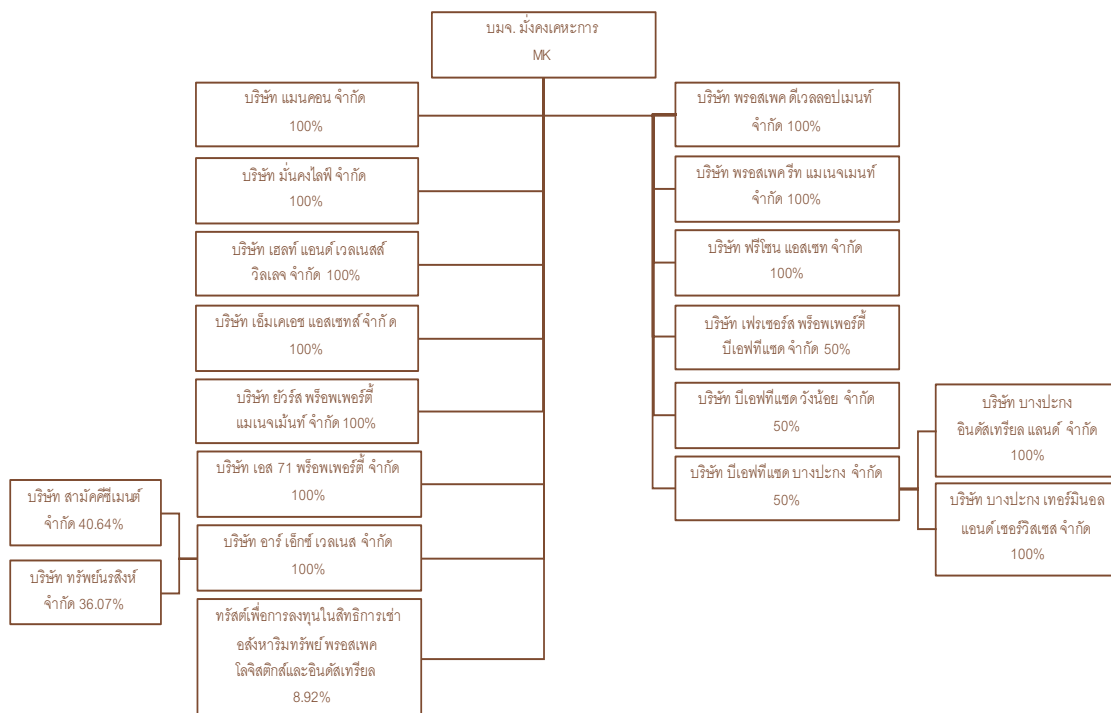 บมจ. มั่งคงเคหะการ
MK
บริษัท แมนคอน จำกัด
100%
บริษัท มั่นคงไลฟ์ จำกัด
100%
บริษัท เฮลท์ แอนด์ เวลเนสส์
วิลเลจ จำกัด 100%
บริษัท เอ็มเคเอช แอสเซทส์ จำกัด
100%
บริษัท ยัวร์ส พร็อพเพอร์ตี้
แมเนจเม้นท์ จำกัด 100%
บริษัท เอส 71 พร็อพเพอร์ตี้ จำกัด
100%
บริษัท อาร์ เอ็กซ์ เวลเนส จำกัด
100%
บริษัท สามัคคีซีเมนต์
จำกัด 40.64%
บริษัท ทรัพย์นรสิงห์
จำกัด 36.07%
ทรัสต์เพื่อการลงทุนในสิทธิการเช่า
อสังหาริมทรัพย์ พรอสเพค
โลจิสติกส์และอินดัสเทรียล
8.92%
บริษัท พรอสเพค ดีเวลลอปเมนท์
จำกัด 100%
บริษัท พรอสเพค รีท แมเนจเมนท์
จำกัด 100%
บริษัท ฟรีโซน แอสเซท จำกัด
100%
บริษัท เฟรเซอร์ส พร็อพเพอร์ตี้
บีเอฟทีแซด จำกัด 50%
บริษัท บีเอฟทีแซด วังน้อย จำกัด
50%
บริษัท บีเอฟทีแซด บางปะกง จำกัด
50%
บริษัท บางปะกง
อินดัสเทรียล แลนด์ จำกัด
100%
บริษัท บางปะกง เทอร์มินอล
แอนด์ เซอร์วิสเซส จำกัด
100%